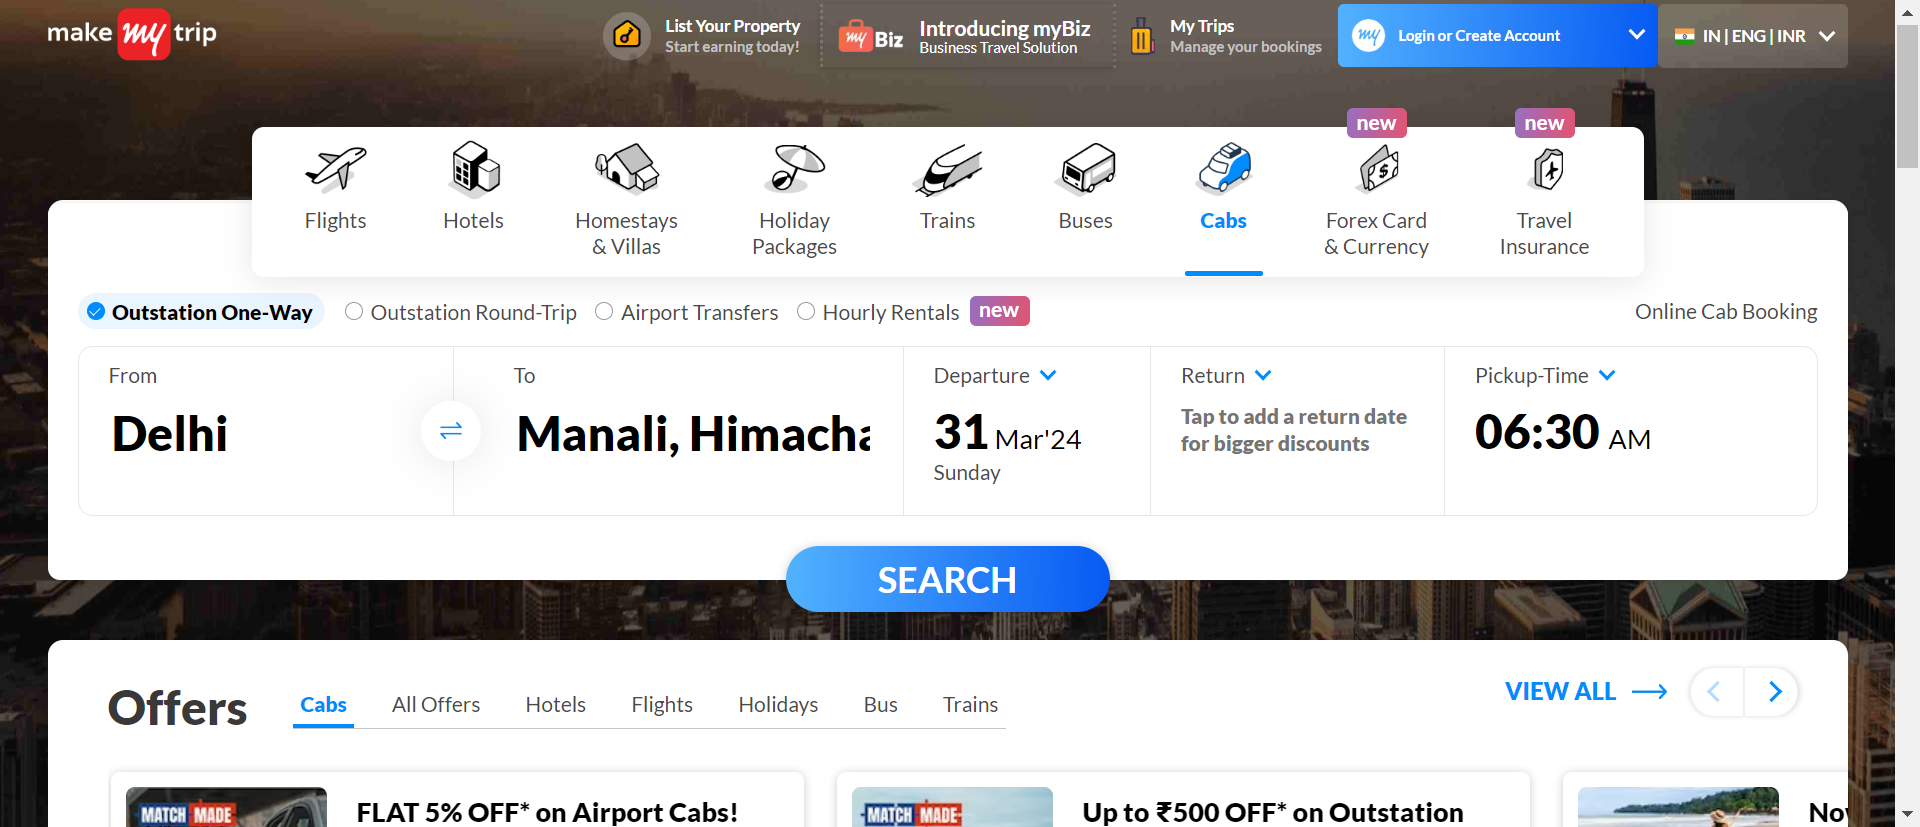 make my trip
List Your Property
Start earning today!
my Biz
Introducing myBiz
Business Travel Solution
My Trips
Manage your bookings
my
Login or Create Account
IN | ENG | INR
new
new
Flights
Hotels
Homestays
& Villas
Holiday
Packages
Trains
Buses
Cabs
Forex Card
& Currency
Travel
Insurance
Outstation One-Way
Outstation Round-Trip
Airport Transfers
Hourly Rentals
new
Online Cab Booking
From
Delhi
To
Manali, Himacha
Departure
31 Mar'24
Sunday
Return
Tap to add a return date
for bigger discounts
Pickup-Time
06:30 AM
SEARCH
Offers
Cabs
All Offers
Hotels
Flights
Holidays
Bus
Trains
VIEW ALL
MATCH MADE
FLAT 5% OFF* on Airport Cabs!
MATCH MADE
Up to ₹500 OFF* on Outstation